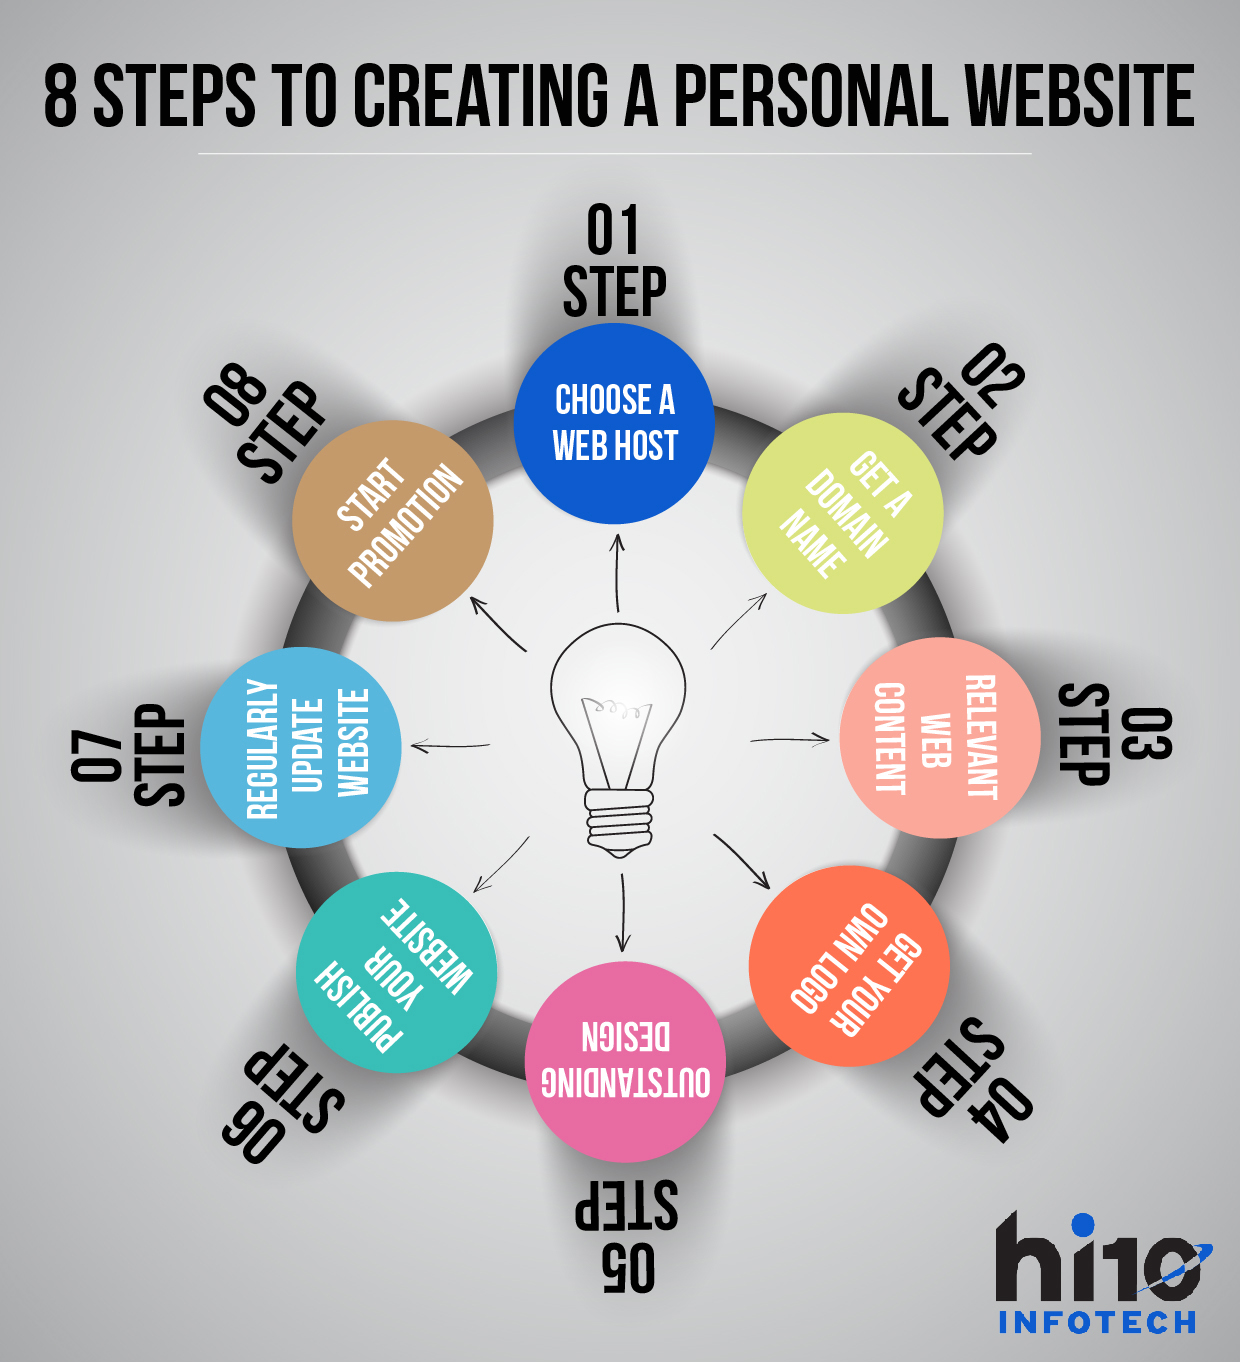 8 STEPS TO CREATING A PERSONAL WEBSITE
01
STEP
CHOOSE A
WEB HOST
02
STEP
GET A
DOMAIN
NAME
03
STEP
RELEVANT
WEB
CONTENT
04
STEP
GET YOUR
OWN LOGO
05
STEP
OUTSTANDING
DESIGN
06
STEP
PUBLISH
YOUR
WEBSITE
07
STEP
REGULARLY
UPDATE
WEBSITE
08
STEP
START
PROMOTION
hi10
INFOTECH